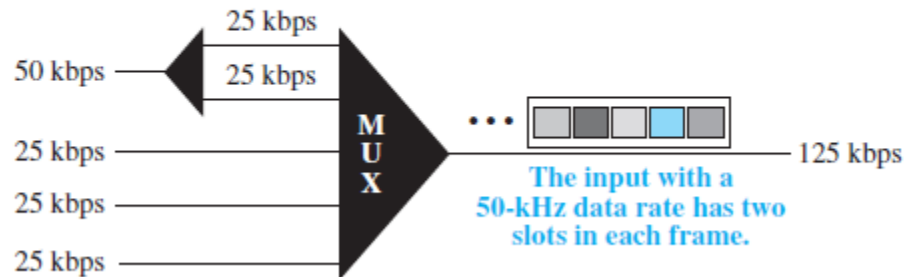 25 kbps
50 kbps
25 kbps
25 kbps
25 kbps
25 kbps
M
U
X
• • •
125 kbps
The input with a
50-kHz data rate has two
slots in each frame.